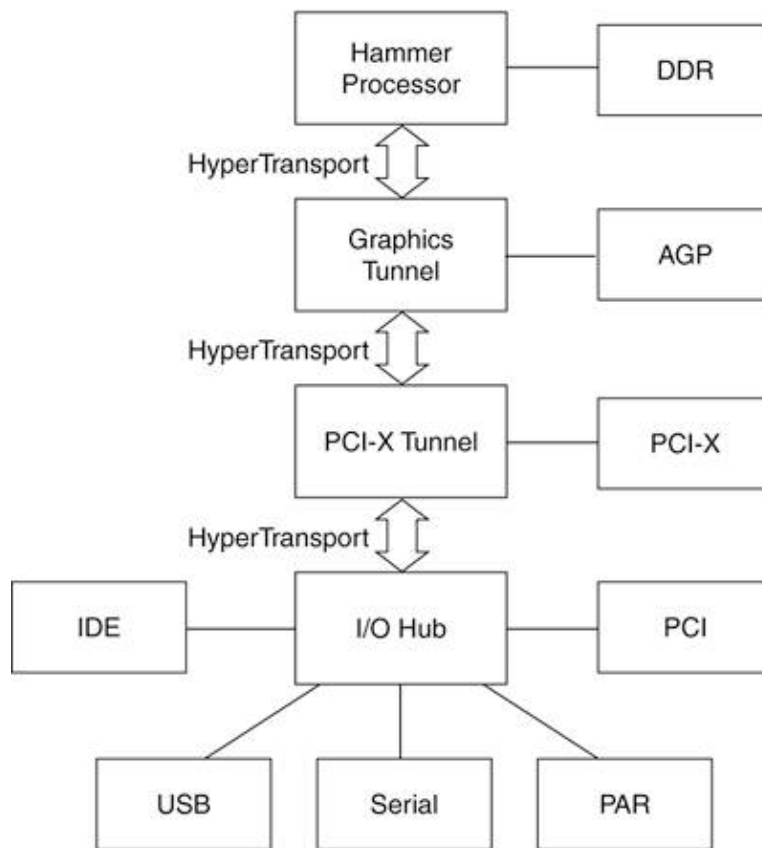 Hammer
Processor
DDR
HyperTransport
Graphics
Tunnel
AGP
HyperTransport
PCI-X Tunnel
PCI-X
HyperTransport
IDE
I/O Hub
PCI
USB
Serial
PAR